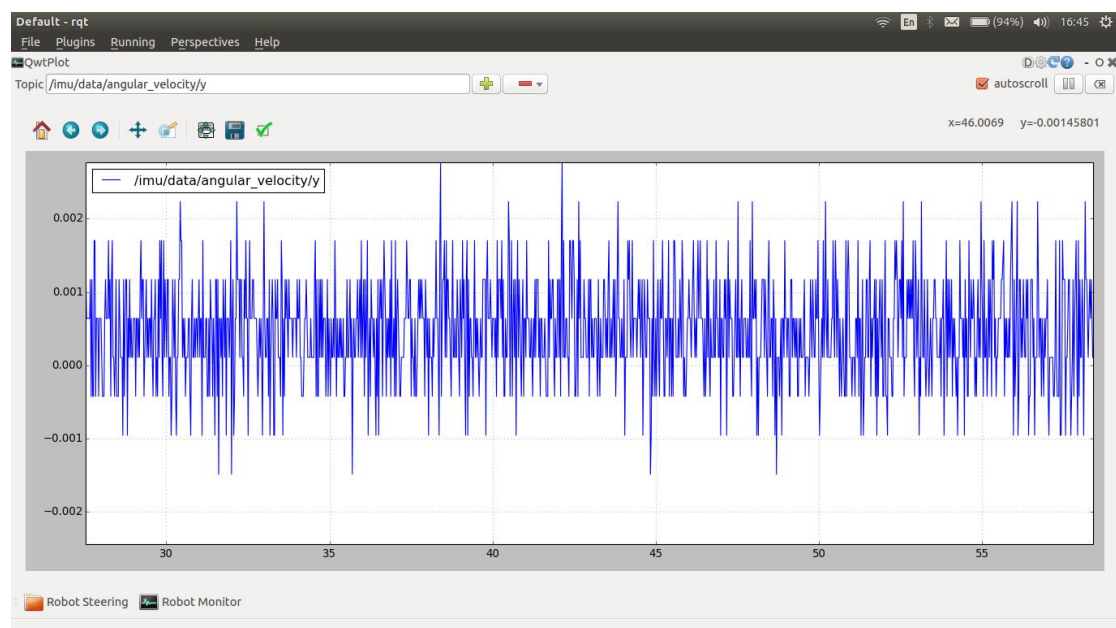 Default - rqt
En (94%) 16:45
File Plugins Running Perspectives Help
QwtPlot D - O
Topic /imu/data/angular_velocity/y autoscroll
x=46.0069 y=-0.00145801
/imu/data/angular_velocity/y
0.002
0.001
0.000
−0.001
−0.002
30 35 40 45 50 55
Robot Steering Robot Monitor